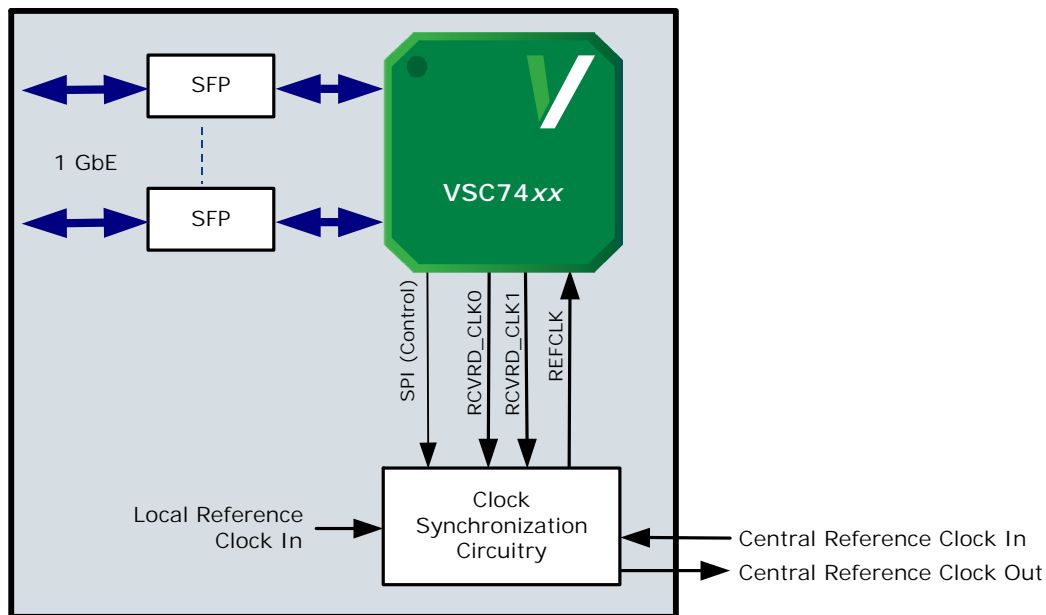 SFP
1 GbE
SFP
VSC74xx
SPI (Control)
RCVRD_CLK0
RCVRD_CLK1
REFCLK
Local Reference
Clock In
Clock
Synchronization
Circuitry
Central Reference Clock In
Central Reference Clock Out